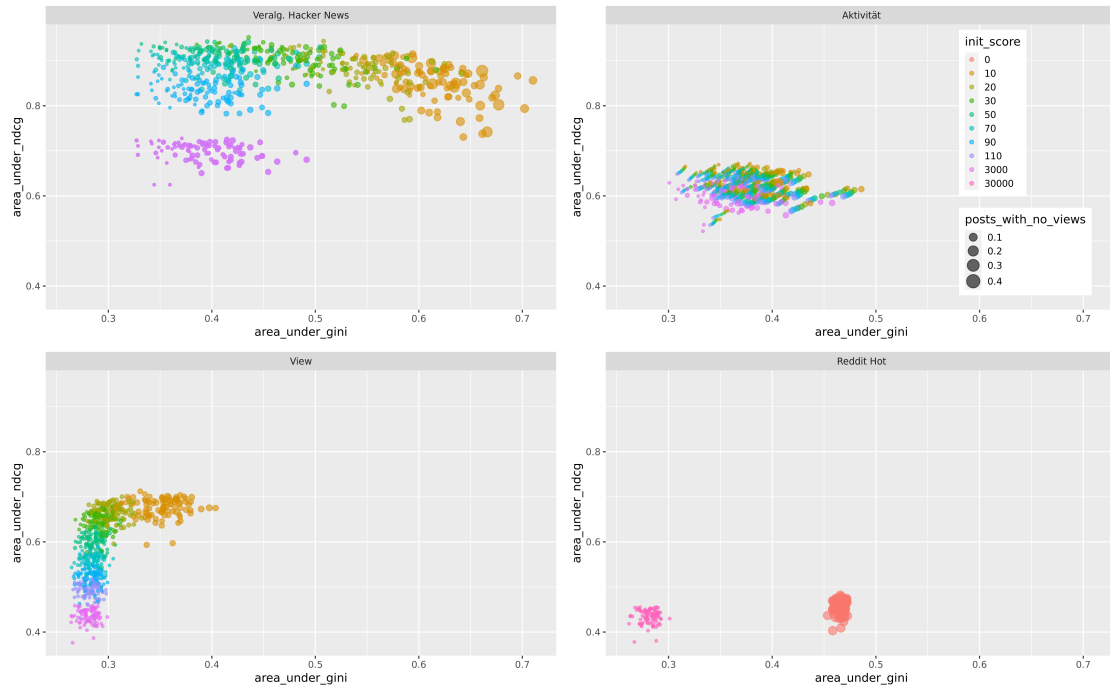 Veralg. Hacker News
area_under_ndcg
0.8
0.6
0.4
0.3 0.4 0.5 0.6 0.7
area_under_gini
Aktivität
area_under_ndcg
0.8
0.6
0.4
0.3 0.4 0.5 0.6 0.7
area_under_gini
init_score
0
10
20
30
50
70
90
110
3000
30000
posts_with_no_views
0.1
0.2
0.3
0.4
View
area_under_ndcg
0.8
0.6
0.4
0.3 0.4 0.5 0.6 0.7
area_under_gini
Reddit Hot
area_under_ndcg
0.8
0.6
0.4
0.3 0.4 0.5 0.6 0.7
area_under_gini